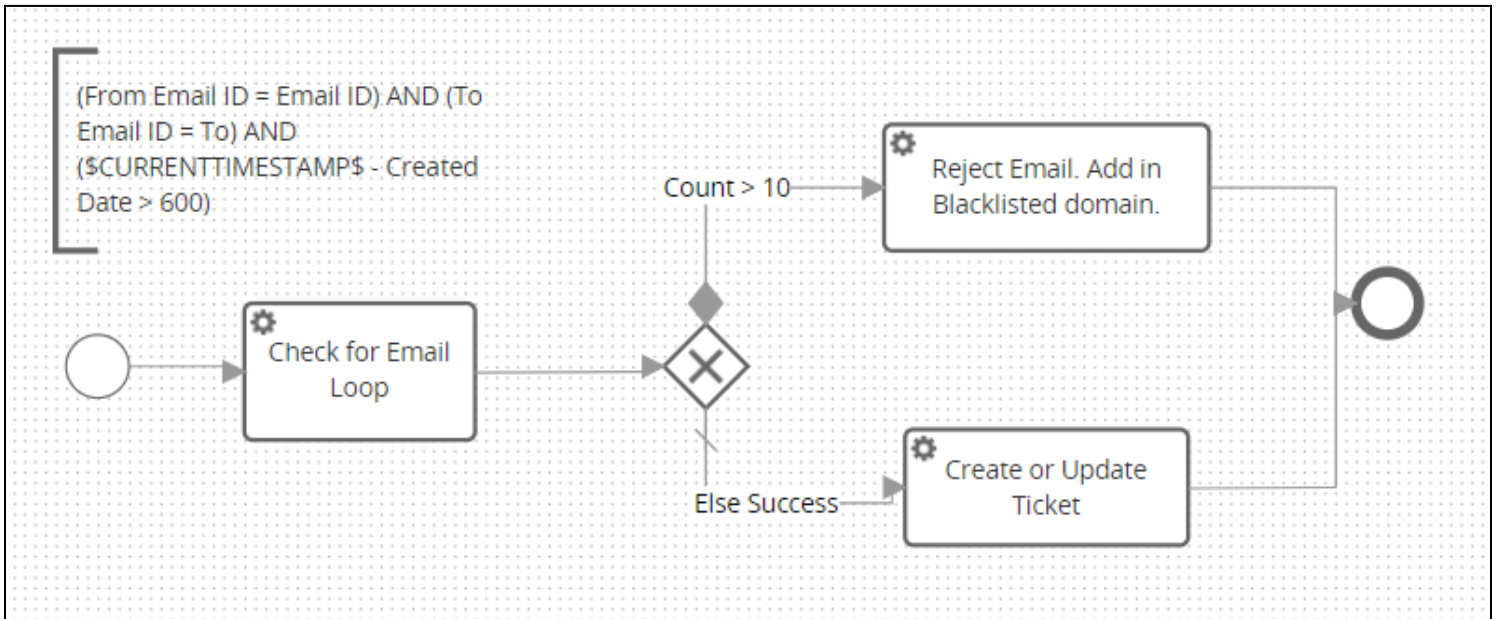 (From Email ID = Email ID) AND (To
Email ID = To) AND
($CURRENTTIMESTAMP$ - Created
Date > 600)
Count > 10
Reject Email. Add in
Blacklisted domain.
Check for Email
Loop
Else Success
Create or Update
Ticket